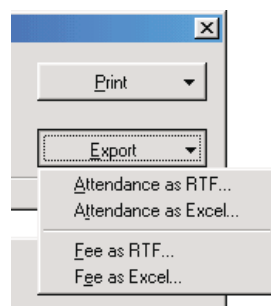 Print
Export
Attendance as RTF...
Attendance as Excel...
Fee as RTF...
Fee as Excel...